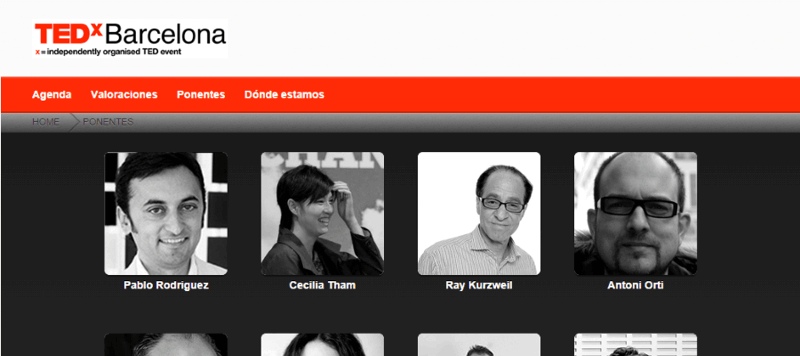 TEDxBarcelona
x = independently organised TED event
Agenda Valoraciones Ponentes Dónde estamos
HOME PONENTES
Pablo Rodríguez Cecilia Tham Ray Kurzweil Antoni Orti